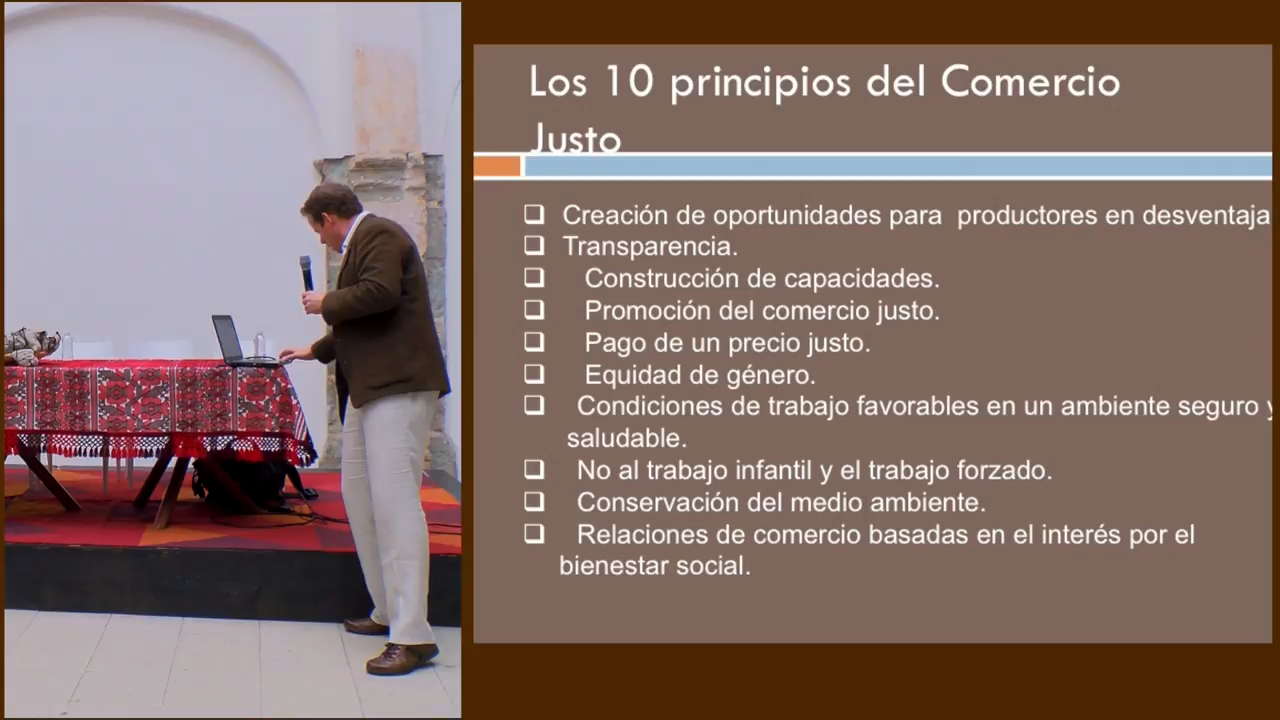 Los 10 principios del Comercio
Justo
Creación de oportunidades para productores en desventaja
Transparencia.
Construcción de capacidades.
Promoción del comercio justo.
Pago de un precio justo.
Equidad de género.
Condiciones de trabajo favorables en un ambiente seguro y
saludable.
No al trabajo infantil y el trabajo forzado.
Conservación del medio ambiente.
Relaciones de comercio basadas en el interés por el
bienestar social.